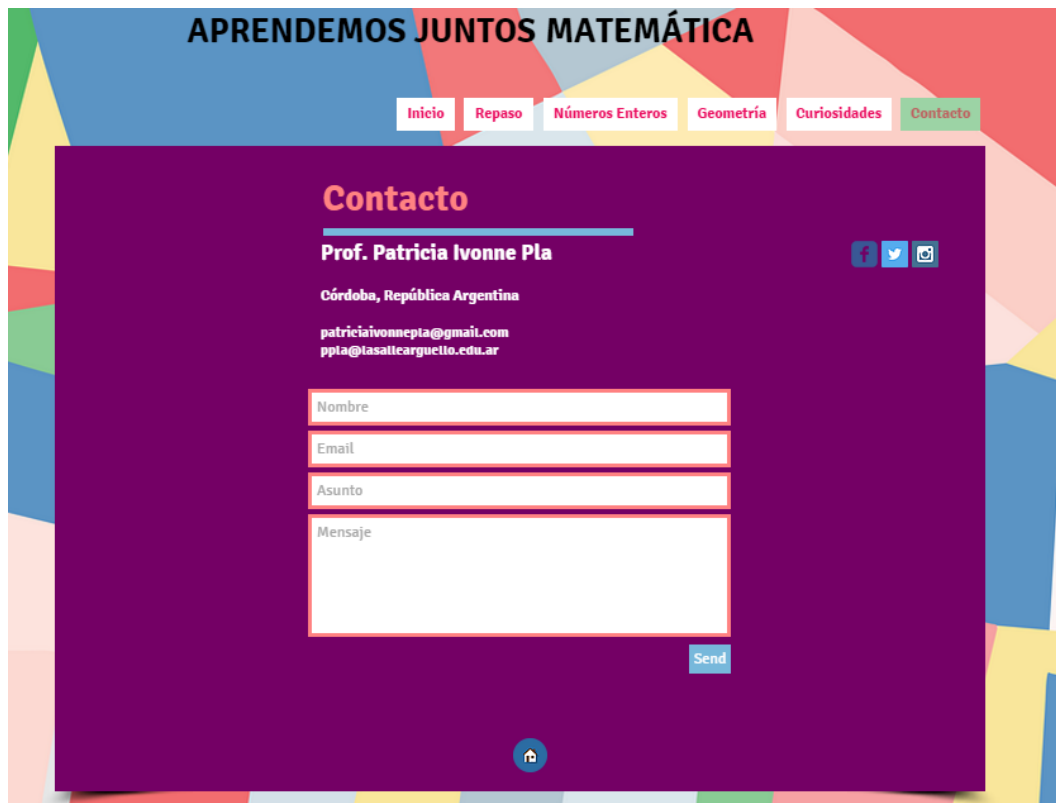 APRENDEMOS JUNTOS MATEMÁTICA
Inicio Repaso Números Enteros Geometría Curiosidades Contacto
Contacto
Prof. Patricia Ivonne Pla
Córdoba, República Argentina
patriciaivonnepla@gmail.com
ppla@lasallearguello.edu.ar
Nombre
Email
Asunto
Mensaje
Send